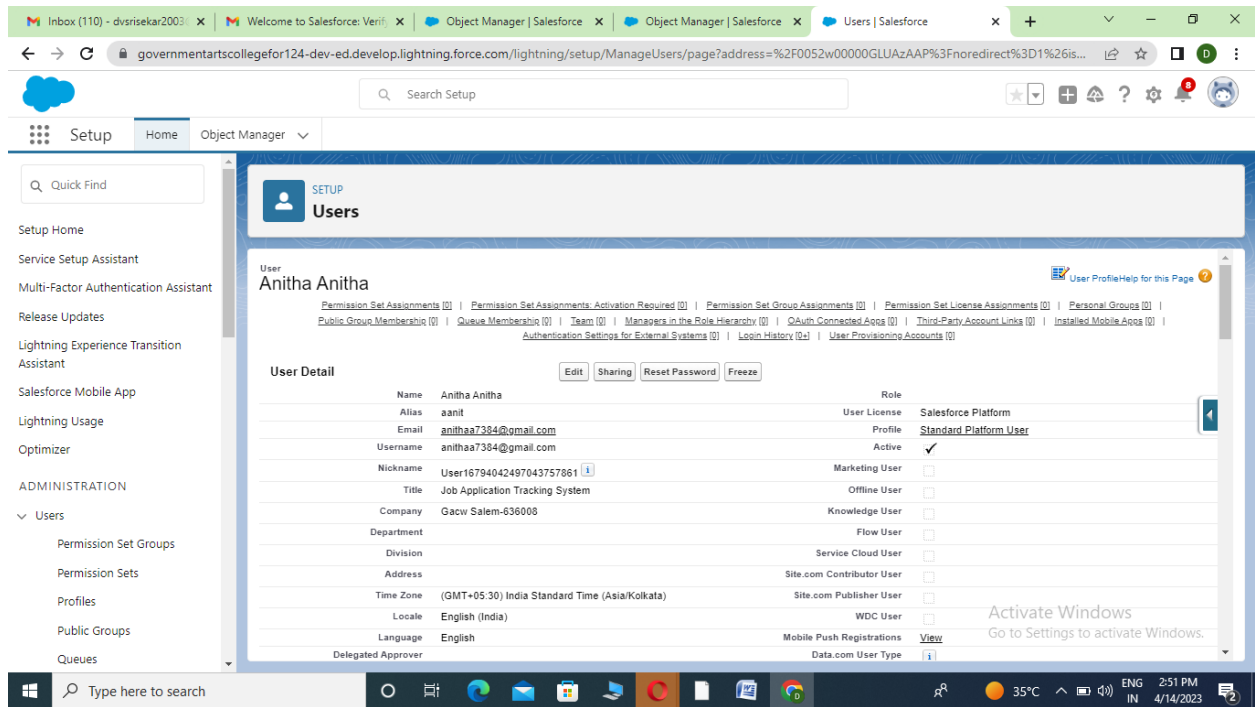 Inbox (110) - dvsrisekar2003
Welcome to Salesforce: Verify
Object Manager | Salesforce
Object Manager | Salesforce
Users | Salesforce
governmentartscollegefor124-dev-ed.develop.lightning.force.com/lightning/setup/ManageUsers/page?address=%2F0052w00000GLUAzAAP%3Fnoredirect%3D1%26is...
D
Search Setup
8
Setup Home Object Manager
Quick Find
Setup Home
Service Setup Assistant
Multi-Factor Authentication Assistant
Release Updates
Lightning Experience Transition
Assistant
Salesforce Mobile App
Lightning Usage
Optimizer
ADMINISTRATION
Users
Permission Set Groups
Permission Sets
Profiles
Public Groups
Queues
SETUP
Users
User
Anitha Anitha
User Profile Help for this Page
Permission Set Assignments [0] | Permission Set Assignments: Activation Required [0] | Permission Set Group Assignments [0] | Permission Set License Assignments [0] | Personal Groups [0] |
Public Group Membership [0] | Queue Membership [0] | Team [0] | Managers in the Role Hierarchy [0] | OAuth Connected Apps [0] | Third-Party Account Links [0] | Installed Mobile Apps [0] |
Authentication Settings for External Systems [0] | Login History [0+] | User Provisioning Accounts [0]
User Detail Edit Sharing Reset Password Freeze
Name Anitha Anitha Role
Alias aanit User License Salesforce Platform
Email anithaa7384@gmail.com Profile Standard Platform User
Username anithaa7384@gmail.com Active ✓
Nickname User16794042497043757861 i Marketing User
Title Job Application Tracking System Offline User
Company Gacw Salem-636008 Knowledge User
Department Flow User
Division Service Cloud User
Address Site.com Contributor User
Time Zone (GMT+05:30) India Standard Time (Asia/Kolkata) Site.com Publisher User
Locale English (India) WDC User
Language English Mobile Push Registrations View
Delegated Approver Data.com User Type i
Activate Windows
Go to Settings to activate Windows.
Type here to search
35°C
ENG
IN
2:51 PM
4/14/2023
2